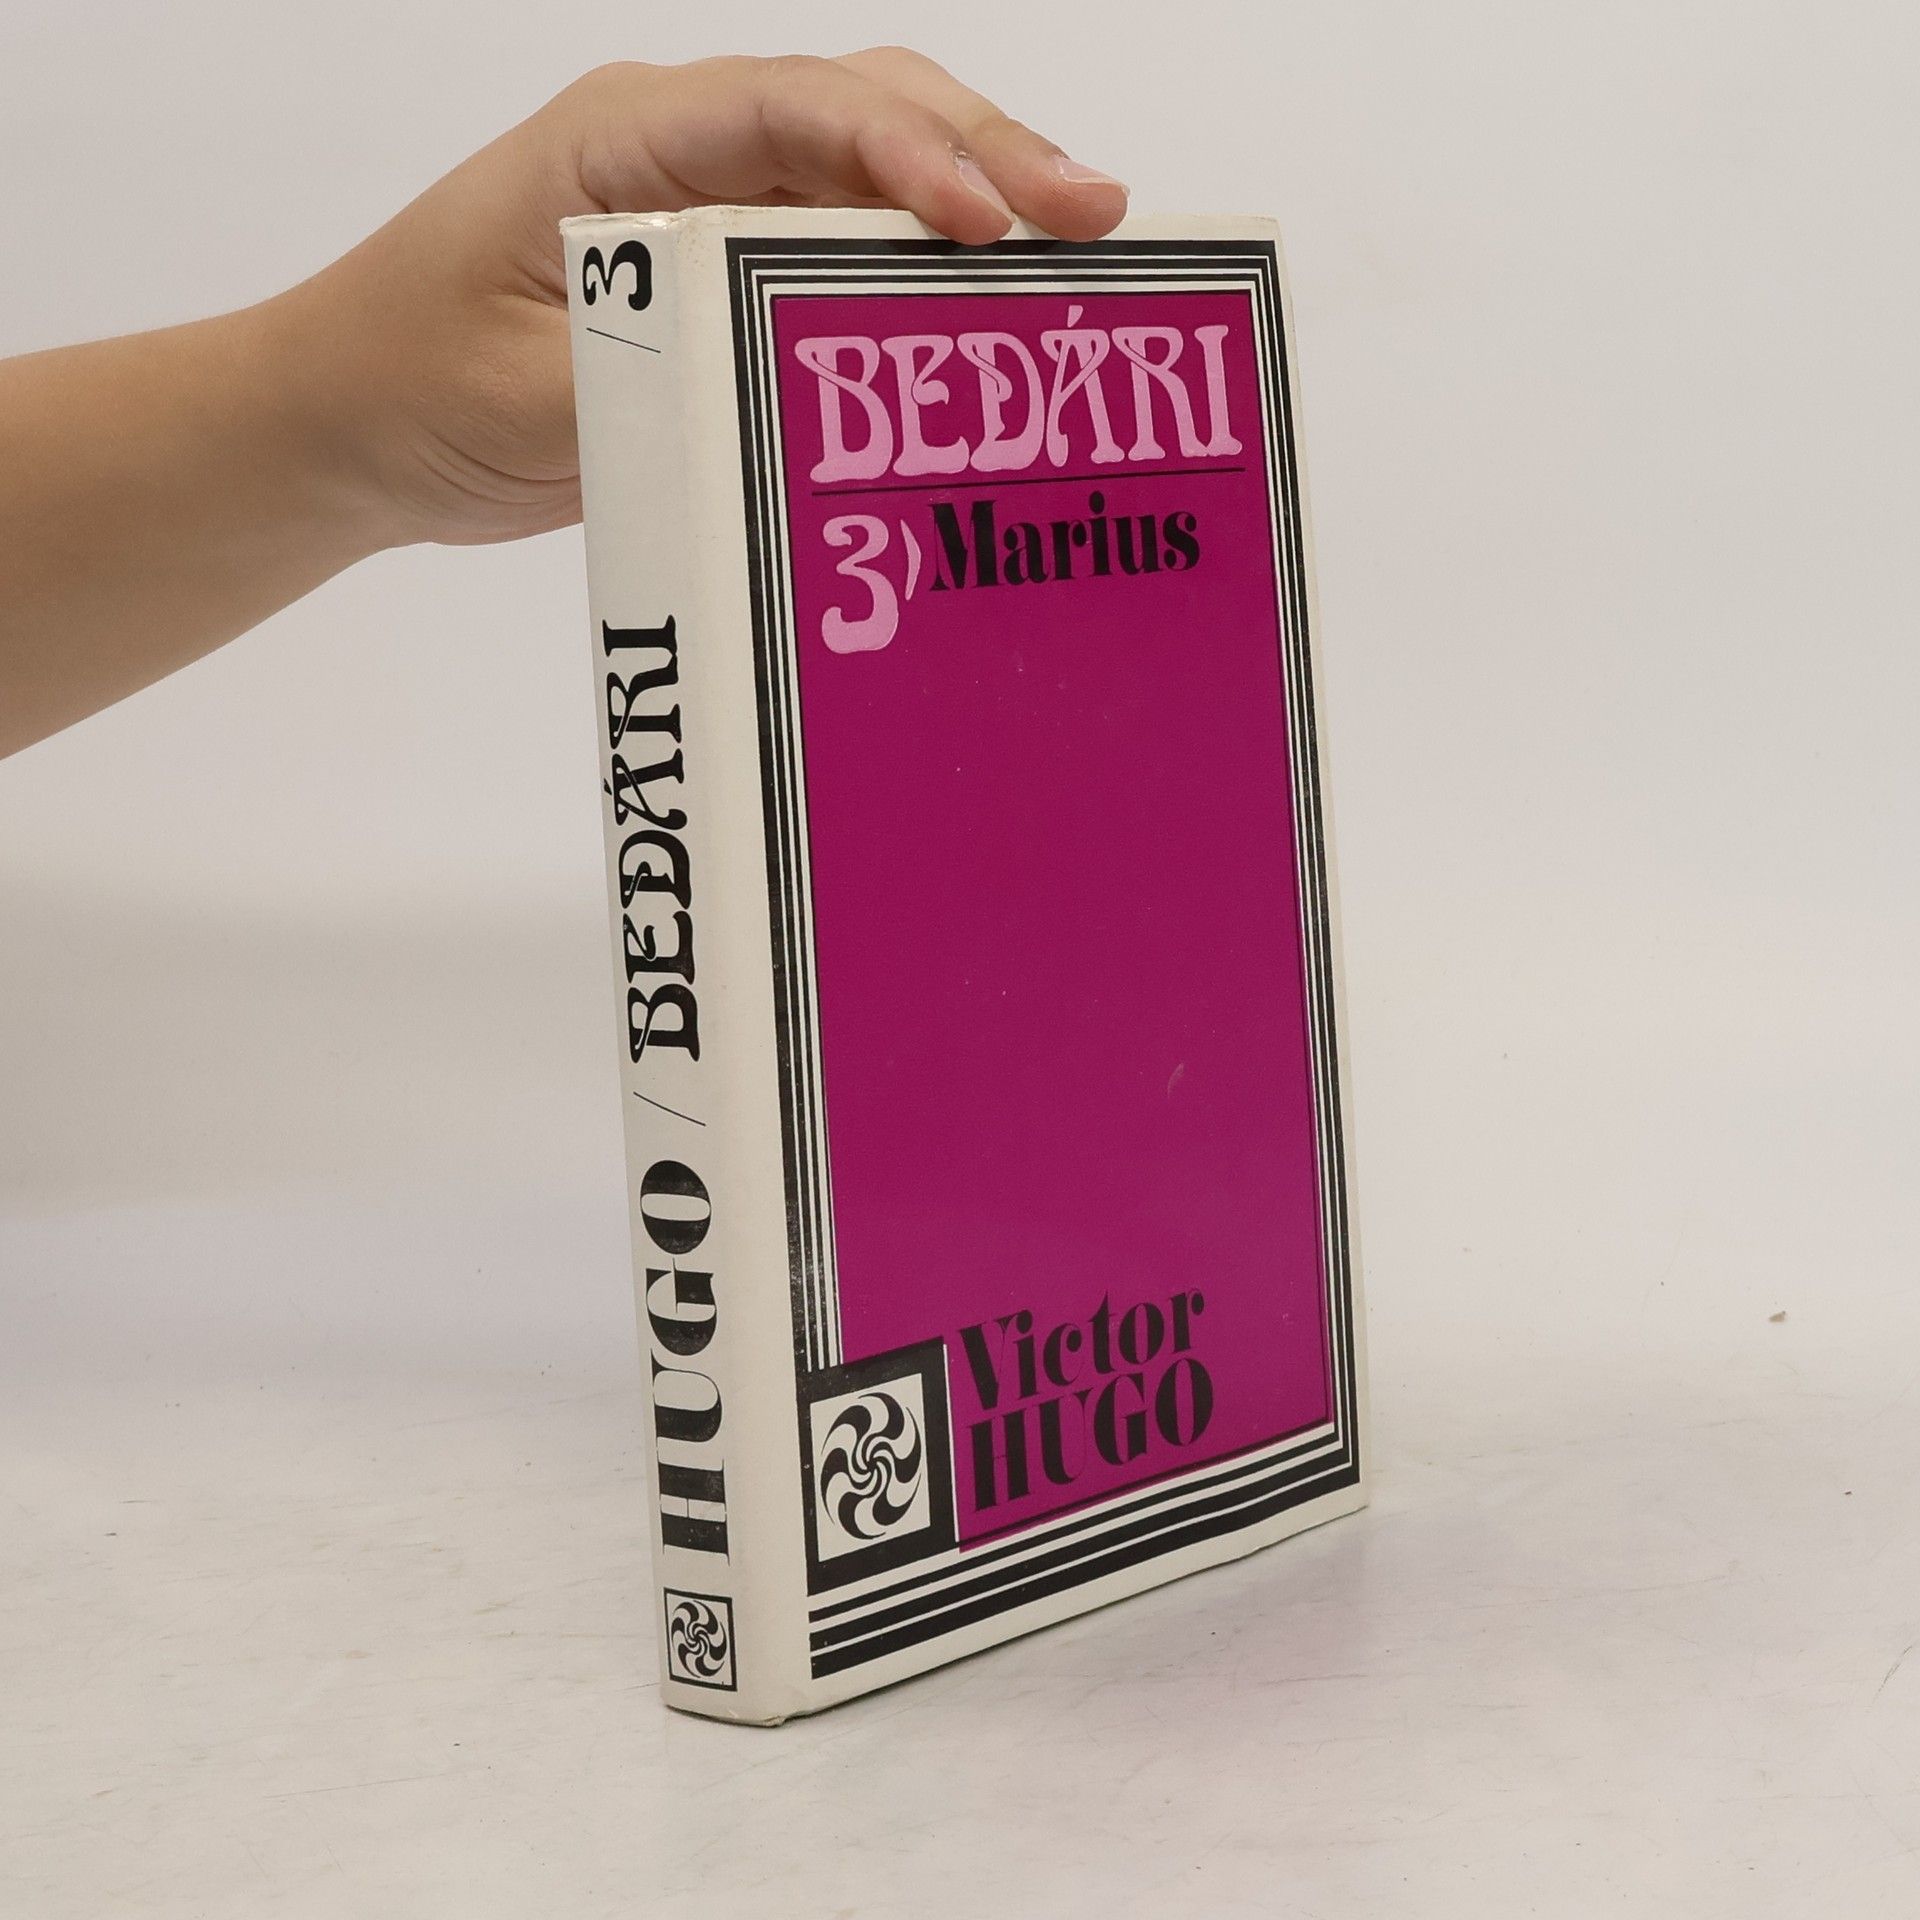 BEDÁRI
3) Marius
Victor
HUGO
HUGO / BEDÁRI / 3